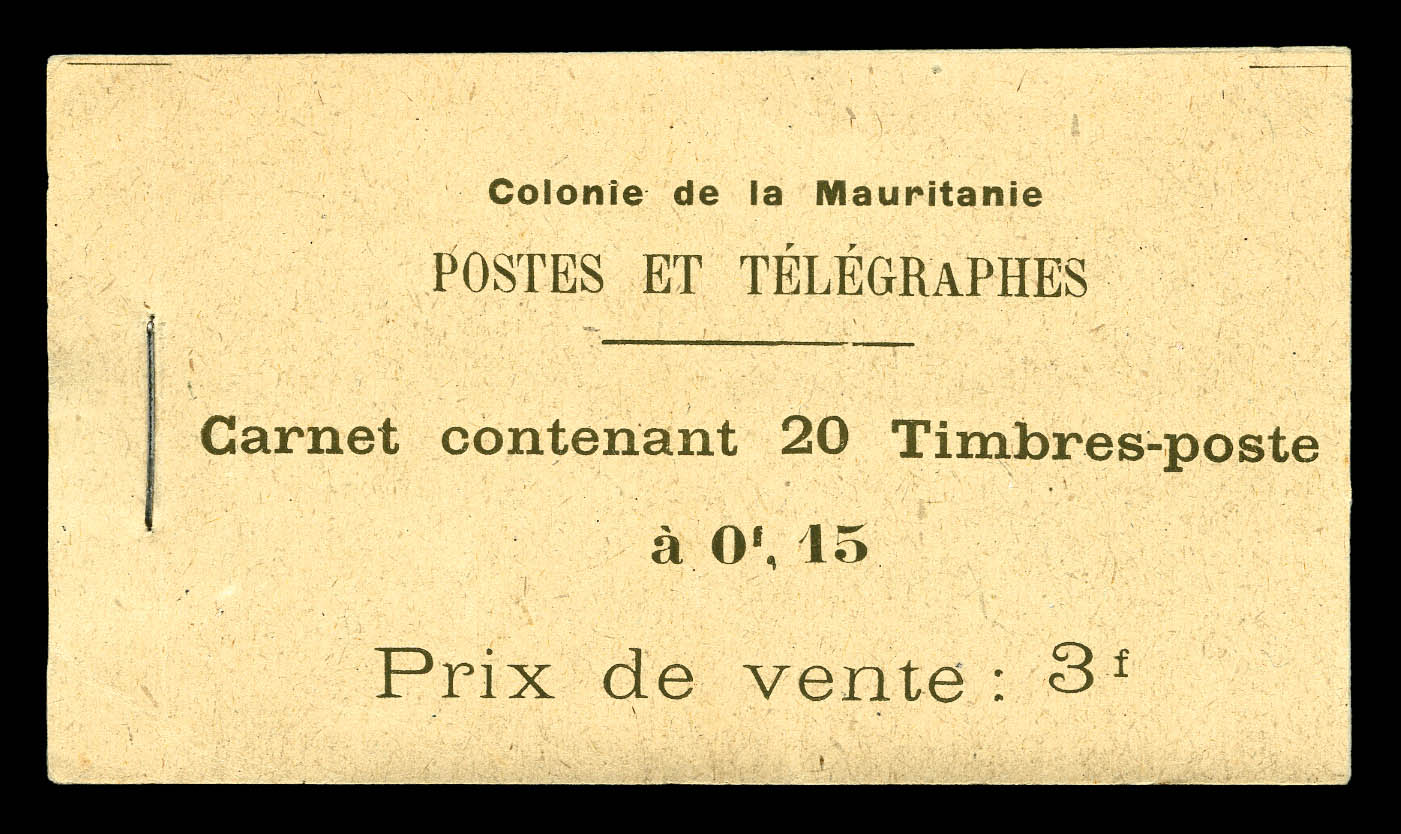 Colonie de la Mauritanie
POSTES ET TÉLÉGRAPHES
Carnet contenant 20 Timbres-poste
à 0f, 15
Prix de vente : 3f